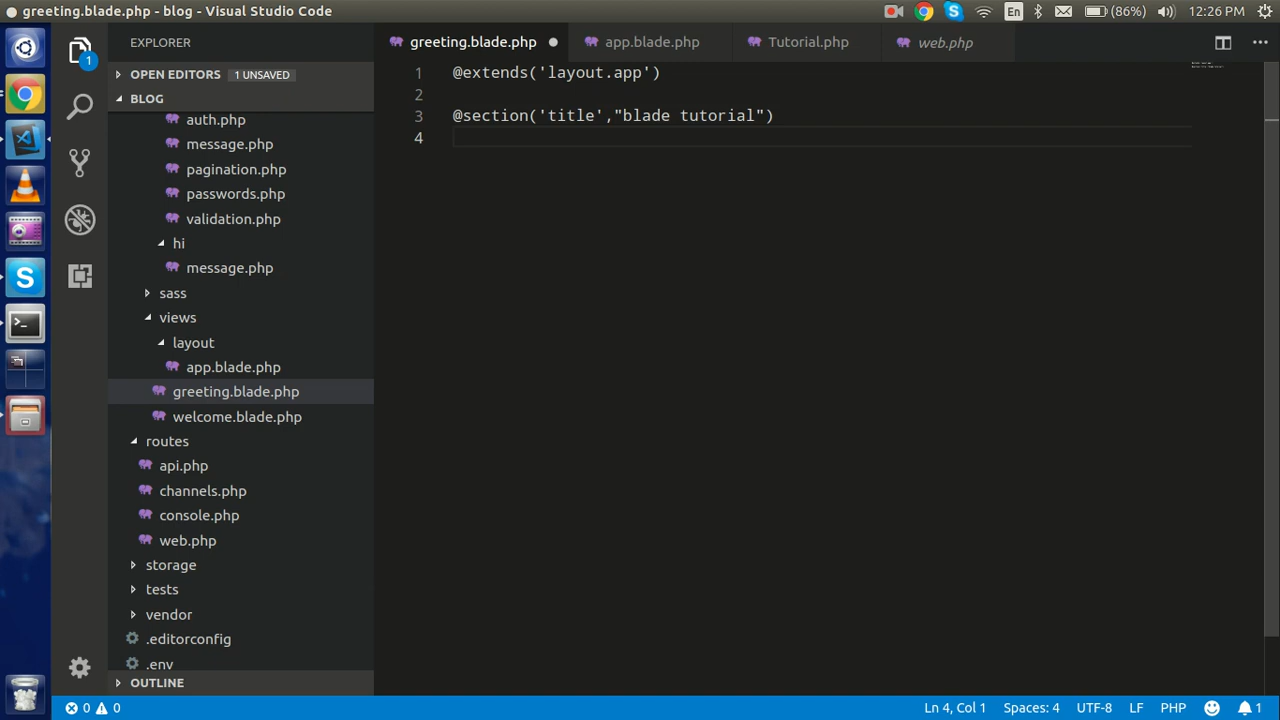 greeting.blade.php - blog - Visual Studio Code
En
(86%)
12:26 PM
EXPLORER
1
OPEN EDITORS
1 UNSAVED
BLOG
auth.php
message.php
pagination.php
passwords.php
validation.php
hi
message.php
sass
views
layout
app.blade.php
greeting.blade.php
welcome.blade.php
routes
api.php
channels.php
console.php
web.php
storage
tests
vendor
.editorconfig
.env
OUTLINE
greeting.blade.php
app.blade.php
Tutorial.php
web.php
1 @extends('layout.app')
2
3 @section('title',"blade tutorial")
4
0
0
Ln 4, Col 1
Spaces: 4
UTF-8
LF
PHP
1